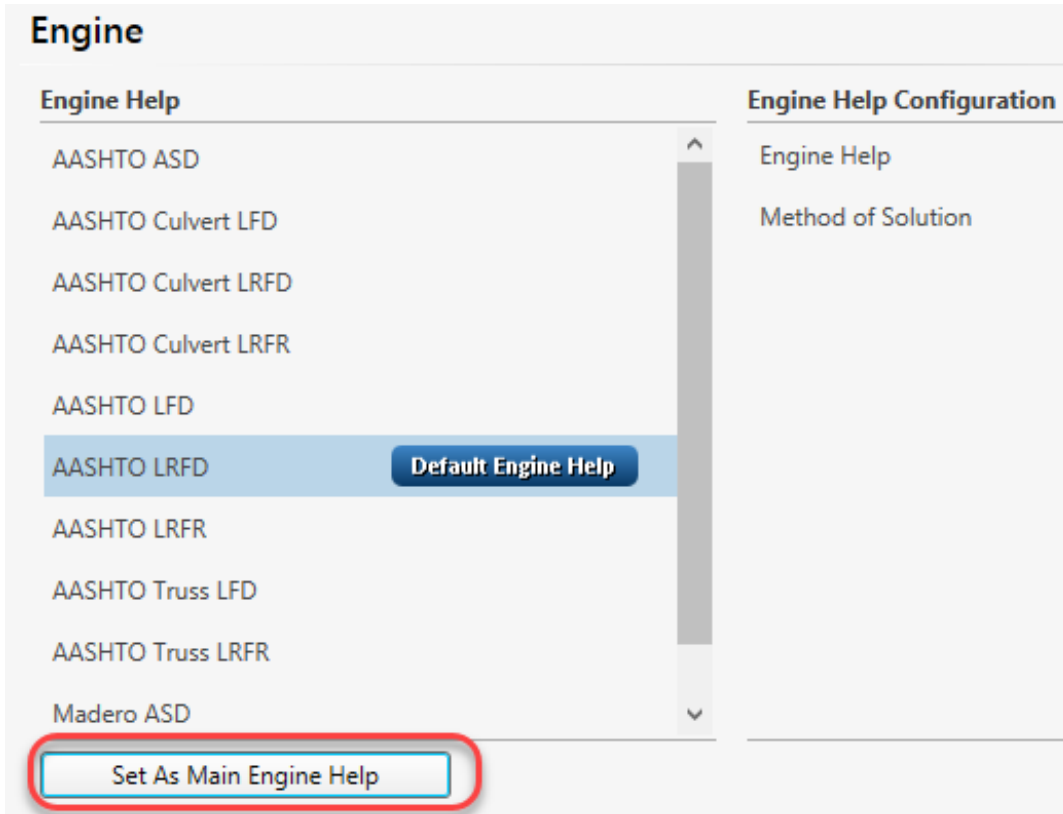 Engine
Engine Help
AASHTO ASD
AASHTO Culvert LFD
AASHTO Culvert LRFD
AASHTO Culvert LRFR
AASHTO LFD
AASHTO LRFD Default Engine Help
AASHTO LRFR
AASHTO Truss LFD
AASHTO Truss LRFR
Madero ASD
Set As Main Engine Help
Engine Help Configuration
Engine Help
Method of Solution